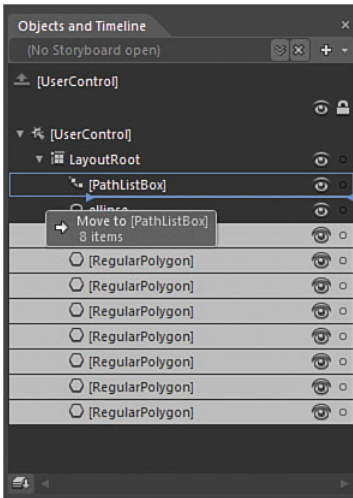 Objects and Timeline
(No Storyboard open)
[UserControl]
[UserControl]
LayoutRoot
[PathListBox]
ellipse
Move to [PathListBox]
8 items
[RegularPolygon]
[RegularPolygon]
[RegularPolygon]
[RegularPolygon]
[RegularPolygon]
[RegularPolygon]
[RegularPolygon]